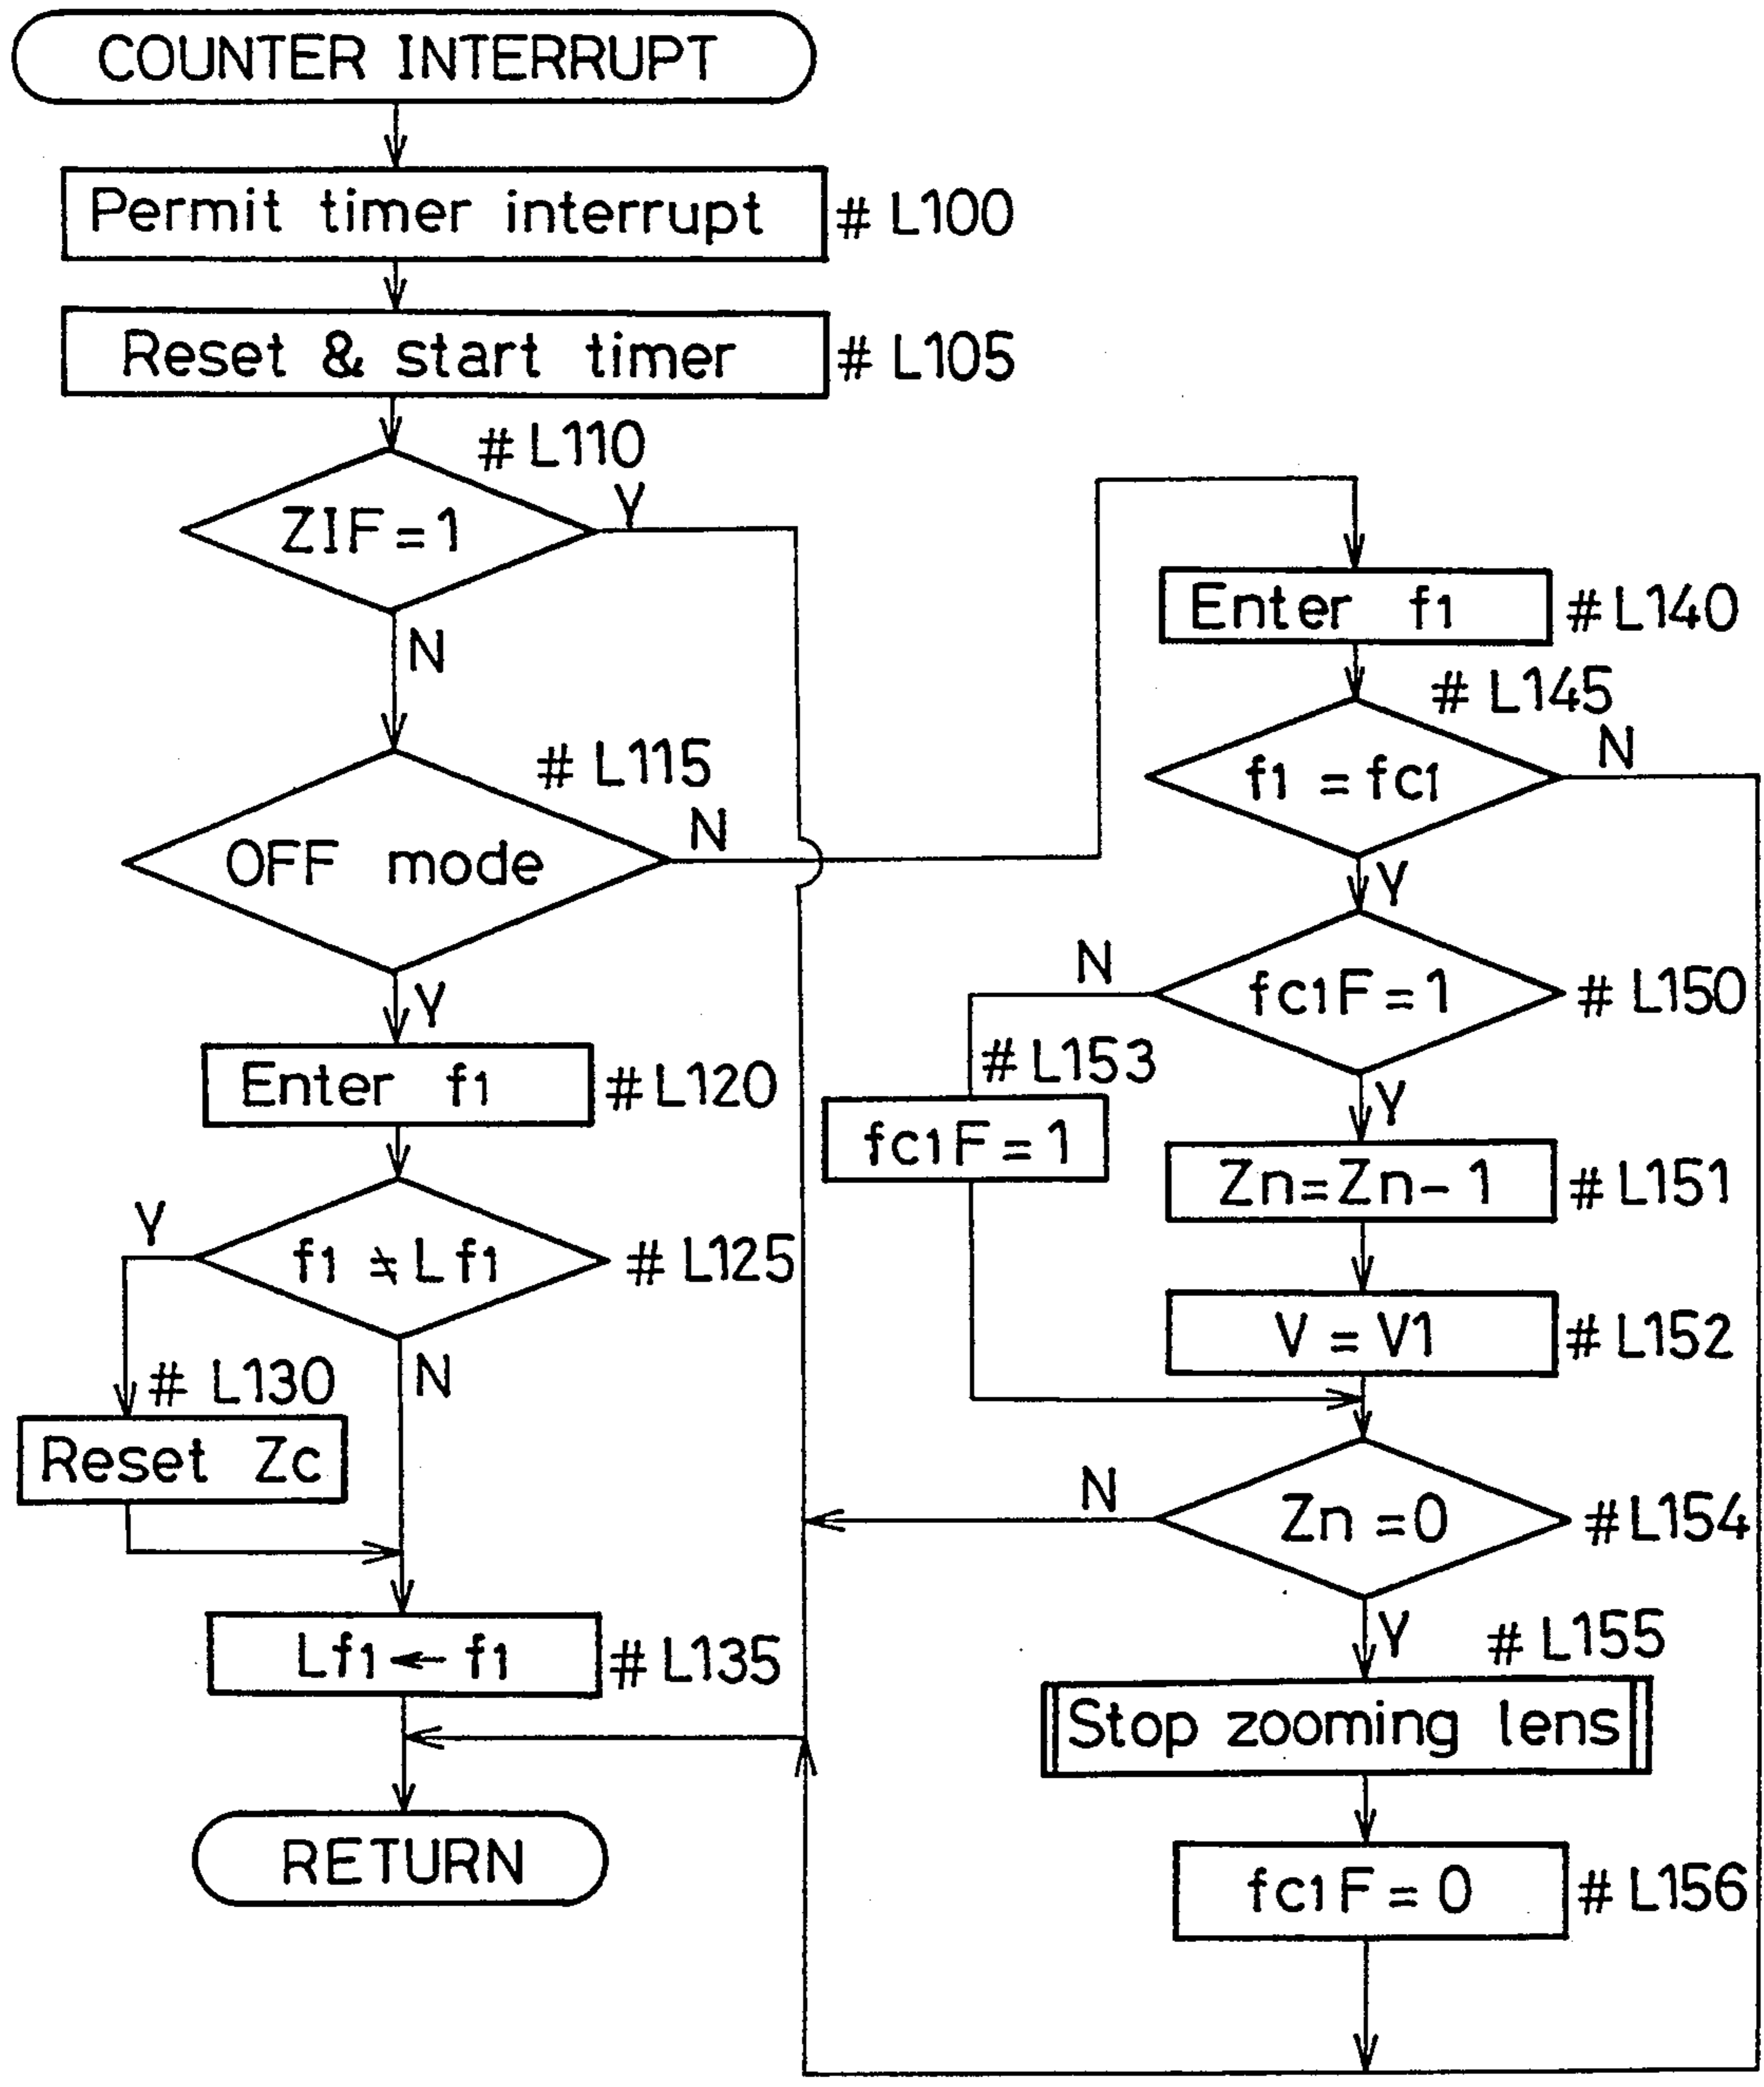 COUNTER INTERRUPT
Permit timer interrupt # L100
Reset & start timer # L105
# L110
ZIF = 1
Y
N
# L115
OFF mode
N
Y
Enter f1 # L120
f1 ≠ Lf1 # L125
Y
N
# L130
Reset Zc
Lf1 ← f1 # L135
RETURN
Enter f1 # L140
# L145
f1 = fc1
N
Y
fc1F = 1 # L150
N
Y
# L153
fc1F = 1
Zn = Zn - 1 # L151
V = V1 # L152
Zn = 0 # L154
N
Y
# L155
Stop zooming lens
fc1F = 0 # L156